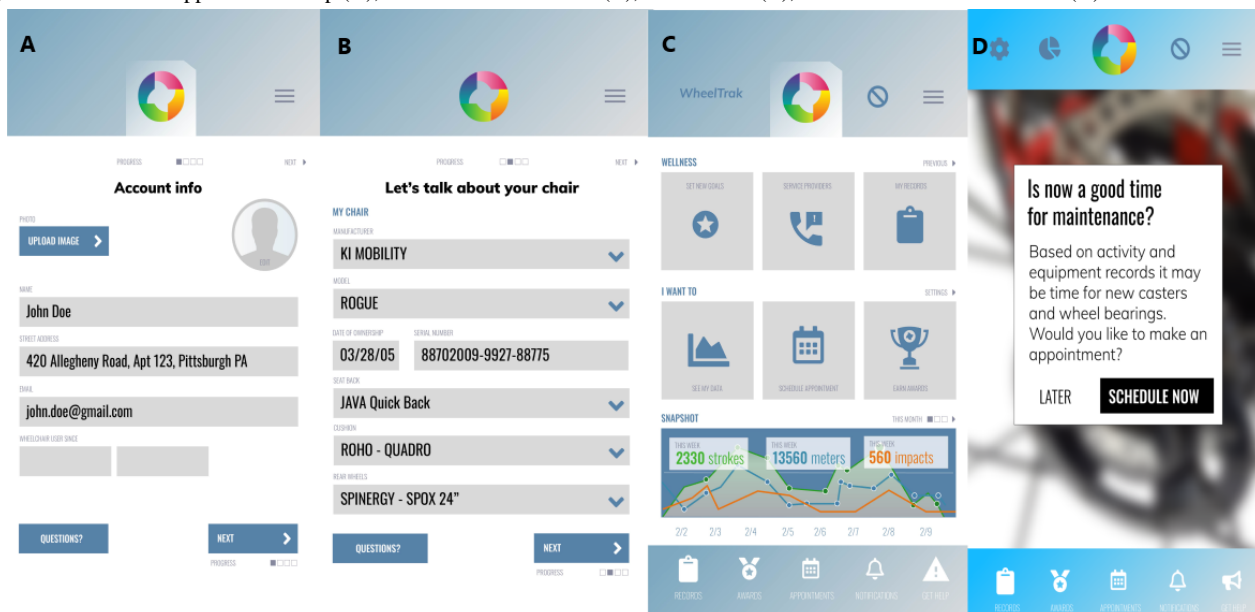 A
PROGRESS
NEXT
Account info
PHOTO
UPLOAD IMAGE
EDIT
NAME
John Doe
STREET ADDRESS
420 Allegheny Road, Apt 123, Pittsburgh PA
EMAIL
john.doe@gmail.com
WHEELCHAIR USER SINCE
QUESTIONS?
NEXT
PROGRESS
B
PROGRESS
NEXT
Let's talk about your chair
MY CHAIR
MANUFACTURER
KI MOBILITY
MODEL
ROGUE
DATE OF OWNERSHIP SERIAL NUMBER
03/28/05 88702009-9927-88775
SEAT BACK
JAVA Quick Back
CUSHION
ROHO - QUADRO
REAR WHEELS
SPINERGY - SPOX 24"
QUESTIONS?
NEXT
PROGRESS
C
WheelTrak
WELLNESS PREVIOUS
SET NEW GOALS SERVICE PROVIDERS MY RECORDS
I WANT TO SETTINGS
SEE MY DATA SCHEDULE APPOINTMENT EARN AWARDS
SNAPSHOT THIS MONTH
THIS WEEK THIS WEEK THIS WEEK
2330 strokes 13560 meters 560 impacts
2/2 2/3 2/4 2/5 2/6 2/7 2/8 2/9
RECORDS AWARDS APPOINTMENTS NOTIFICATIONS GET HELP
D
Is now a good time
for maintenance?
Based on activity and
equipment records it may
be time for new casters
and wheel bearings.
Would you like to make an
appointment?
LATER SCHEDULE NOW
RECORDS AWARDS APPOINTMENTS NOTIFICATIONS GET HELP